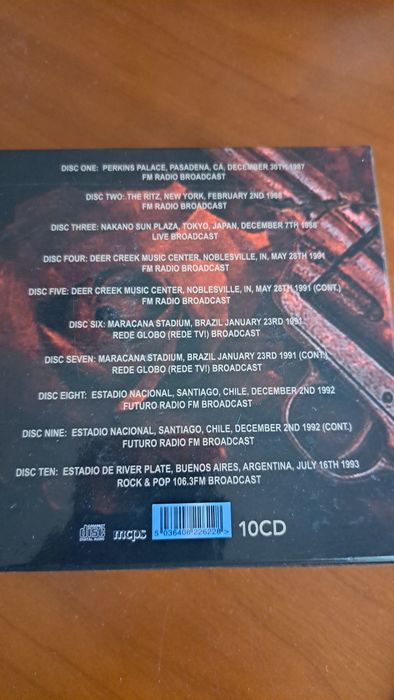 DISC ONE: PERKINS PALACE, PASADENA, CA, DECEMBER 30TH 1987
FM RADIO BROADCAST
DISC TWO: THE RITZ, NEW YORK, FEBRUARY 2ND 1988
FM RADIO BROADCAST
DISC THREE: NAKANO SUN PLAZA, TOKYO, JAPAN, DECEMBER 7TH 1988
LIVE BROADCAST
DISC FOUR: DEER CREEK MUSIC CENTER, NOBLESVILLE, IN, MAY 28TH 1991
FM RADIO BROADCAST
DISC FIVE: DEER CREEK MUSIC CENTER, NOBLESVILLE, IN, MAY 28TH 1991 (CONT.)
FM RADIO BROADCAST
DISC SIX: MARACANA STADIUM, BRAZIL JANUARY 23RD 1991
REDE GLOBO (REDE TV!) BROADCAST
DISC SEVEN: MARACANA STADIUM, BRAZIL JANUARY 23RD 1991 (CONT.)
REDE GLOBO (REDE TV!) BROADCAST
DISC EIGHT: ESTADIO NACIONAL, SANTIAGO, CHILE, DECEMBER 2ND 1992
FUTURO RADIO FM BROADCAST
DISC NINE: ESTADIO NACIONAL, SANTIAGO, CHILE, DECEMBER 2ND 1992 (CONT.)
FUTURO RADIO FM BROADCAST
DISC TEN: ESTADIO DE RIVER PLATE, BUENOS AIRES, ARGENTINA, JULY 16TH 1993
ROCK & POP 106.3FM BROADCAST
COMPACT disc DIGITAL AUDIO mcps 10CD
5 036408 226228 >